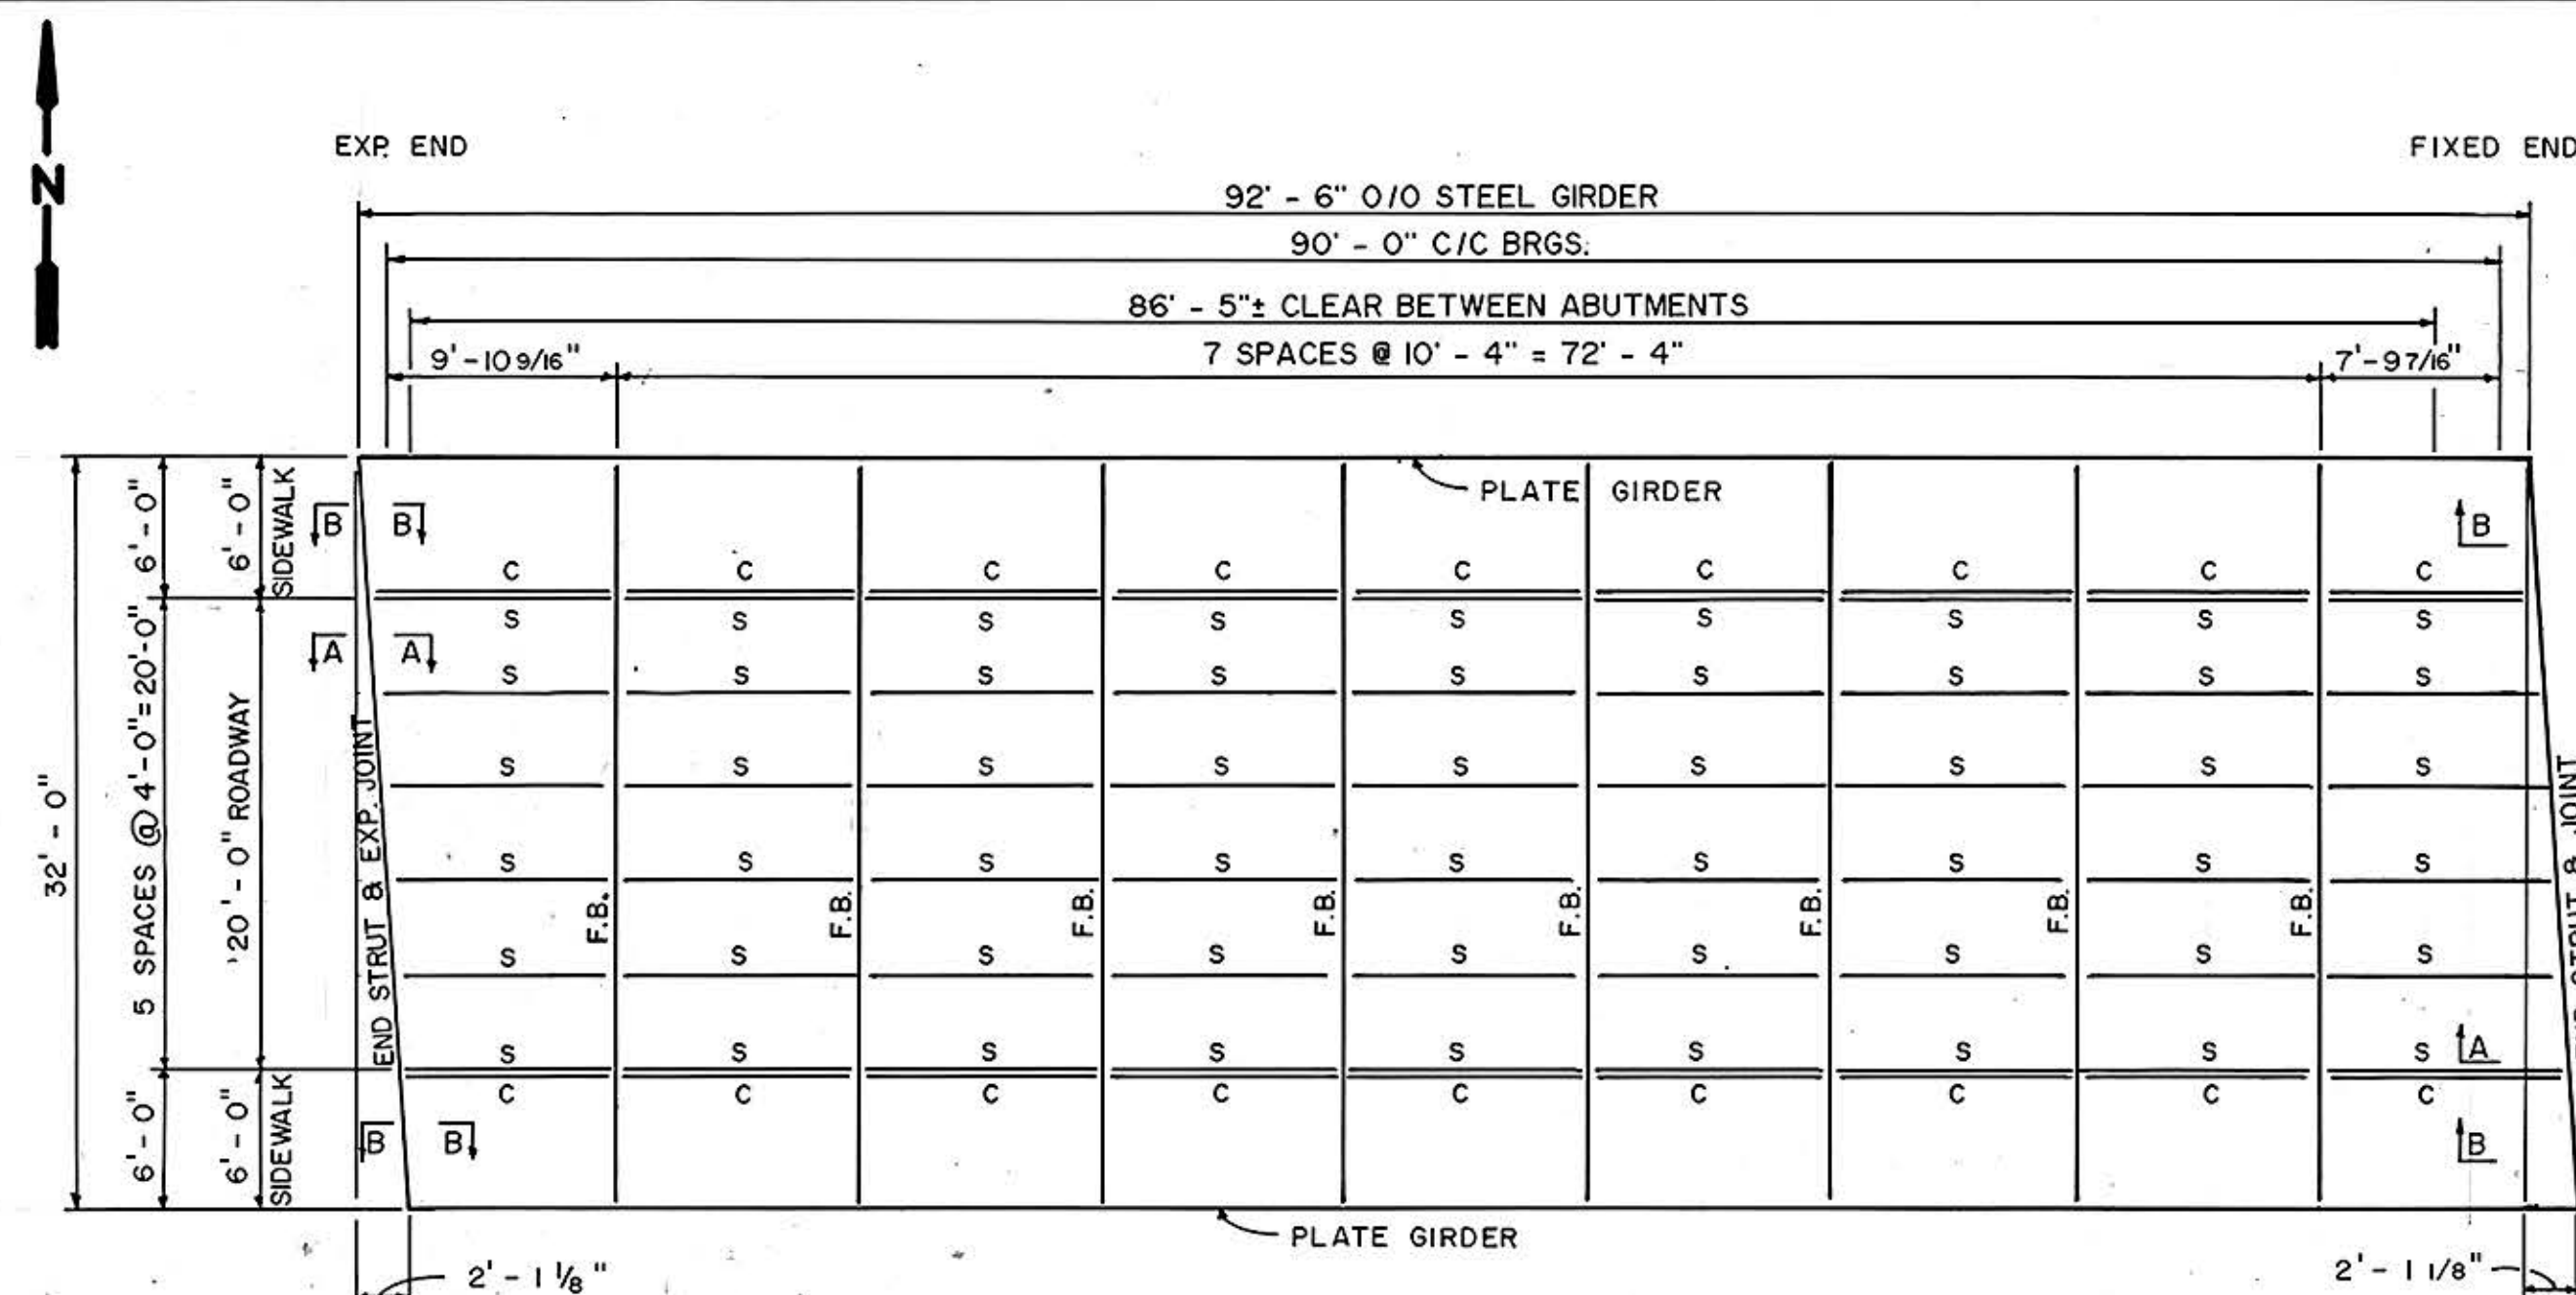 N
EXP. END
FIXED END
92' - 6" O/O STEEL GIRDER
90' - 0" C/C BRGS.
86' - 5"± CLEAR BETWEEN ABUTMENTS
9'-10 9/16"
7 SPACES @ 10' - 4" = 72' - 4"
7'-9 7/16"
32' - 0"
6' - 0"
5 SPACES @ 4'-0" = 20'-0"
6' - 0"
6' - 0"
SIDEWALK
20' - 0" ROADWAY
6' - 0"
SIDEWALK
PLATE GIRDER
B B B
C C C C C C C C C
S S S S S S S S S
A A
S S S S S S S S S
END STRUT & EXP. JOINT
S S S S S S S S S
S S S S S S S S S
F.B. F.B. F.B. F.B. F.B. F.B. F.B. F.B.
S S S S S S S S S
S S S S S S S S S A
C C C C C C C C C
B B B
STRUT & JOINT
PLATE GIRDER
2' - 1 1/8"
2' - 1 1/8"